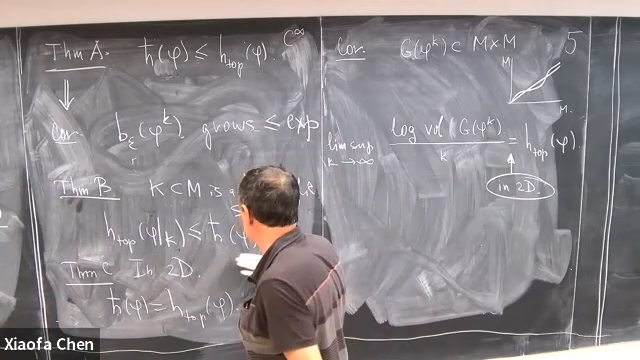 Thm A. ħ(φ) ≤ h_top(φ). C^∞
⇓
Cor. b_ε(φ^k) grows ≤ exp
Thm B K ⊂ M is a
h_top(φ|_K) ≤ ħ(φ)
Thm C In 2D.
ħ(φ) = h_top(φ)
Cor. G(φ^k) ⊂ M×M 5
M
M
lim sup k→∞ log vol(G(φ^k)) / k = h_top(φ).
in 2D.
Xiaofa Chen